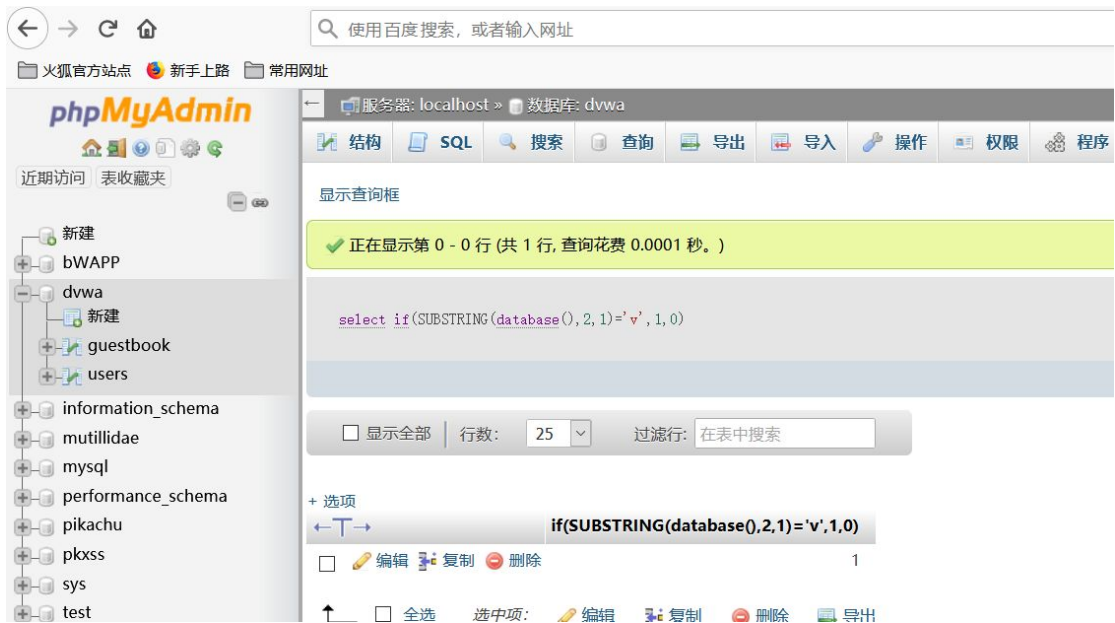 使用百度搜索，或者输入网址
火狐官方站点 新手上路 常用网址
phpMyAdmin
近期访问 表收藏夹
新建
bWAPP
dvwa
新建
guestbook
users
information_schema
mutillidae
mysql
performance_schema
pikachu
pkxss
sys
test
服务器: localhost » 数据库: dvwa
结构 SQL 搜索 查询 导出 导入 操作 权限 程序
显示查询框
正在显示第 0 - 0 行 (共 1 行, 查询花费 0.0001 秒。)
select if(SUBSTRING(database(),2,1)='v',1,0)
显示全部 行数: 25 过滤行: 在表中搜索
+ 选项
←T→ if(SUBSTRING(database(),2,1)='v',1,0)
编辑 复制 删除 1
全选 选中项: 编辑 复制 删除 导出